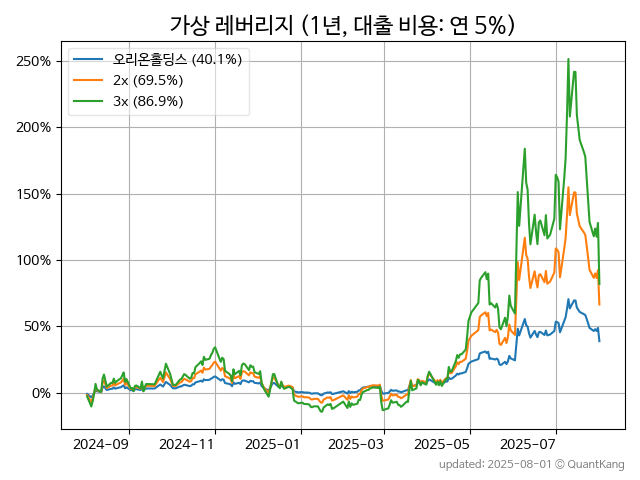 가상 레버리지 (1년, 대출 비용: 연 5%)
오리온홀딩스 (40.1%)
2x (69.5%)
3x (86.9%)
250%
200%
150%
100%
50%
0%
2024-09 2024-11 2025-01 2025-03 2025-05 2025-07
updated: 2025-08-01 © QuantKang